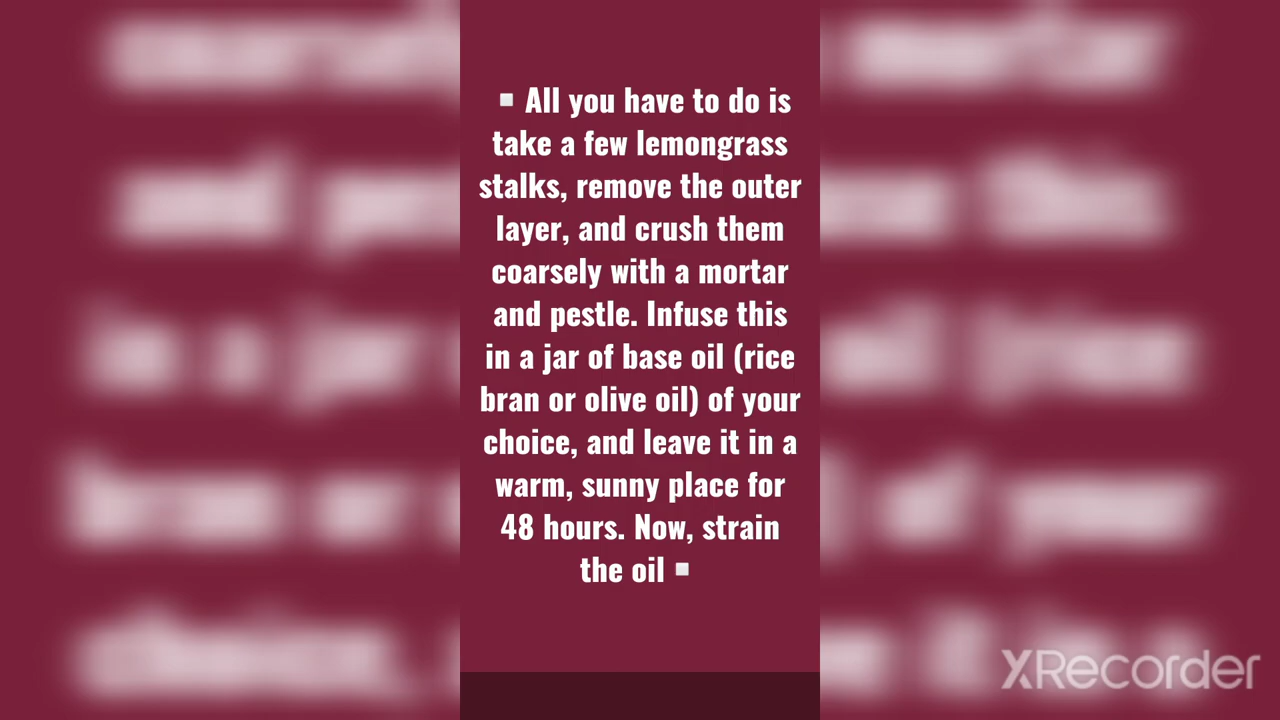 ▫️All you have to do is
take a few lemongrass
stalks, remove the outer
layer, and crush them
coarsely with a mortar
and pestle. Infuse this
in a jar of base oil (rice
bran or olive oil) of your
choice, and leave it in a
warm, sunny place for
48 hours. Now, strain
the oil▫️
XRecorder